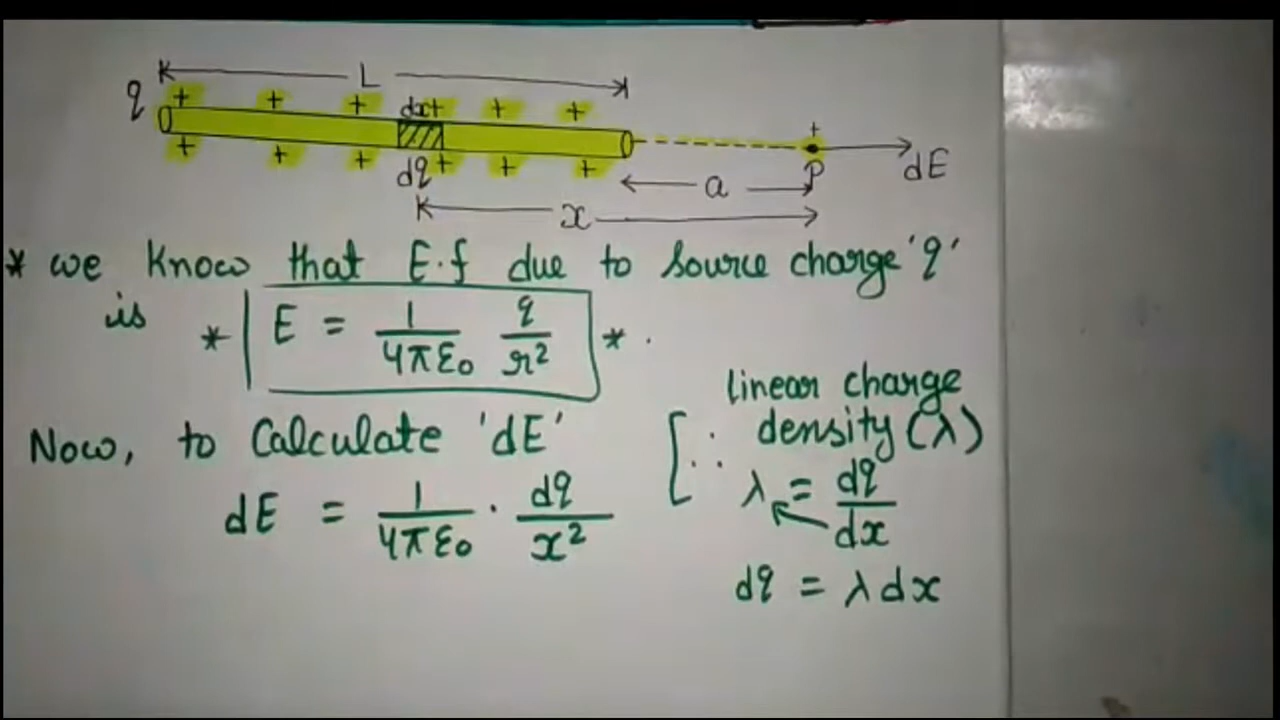 L
q + + + dx+ + +
+ + + dq+ + +
+
P dE
a
x
* we know that E.f due to source charge 'q'
is * E = 1/4πε₀ q/r² * .
linear charge
Now, to Calculate 'dE' [∵ density (λ)
dE = 1/4πε₀ · dq/x² λ = dq/dx
dq = λdx